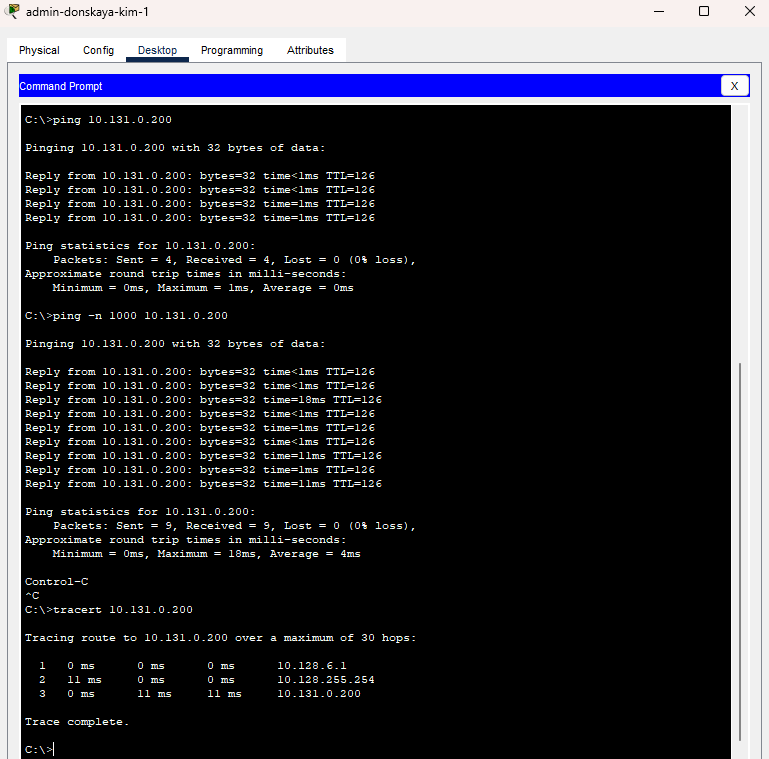 admin-donskaya-kim-1
Physical Config Desktop Programming Attributes
Command Prompt X
C:\>ping 10.131.0.200
Pinging 10.131.0.200 with 32 bytes of data:
Reply from 10.131.0.200: bytes=32 time<1ms TTL=126
Reply from 10.131.0.200: bytes=32 time<1ms TTL=126
Reply from 10.131.0.200: bytes=32 time=1ms TTL=126
Reply from 10.131.0.200: bytes=32 time=1ms TTL=126
Ping statistics for 10.131.0.200:
Packets: Sent = 4, Received = 4, Lost = 0 (0% loss),
Approximate round trip times in milli-seconds:
Minimum = 0ms, Maximum = 1ms, Average = 0ms
C:\>ping -n 1000 10.131.0.200
Pinging 10.131.0.200 with 32 bytes of data:
Reply from 10.131.0.200: bytes=32 time<1ms TTL=126
Reply from 10.131.0.200: bytes=32 time<1ms TTL=126
Reply from 10.131.0.200: bytes=32 time=18ms TTL=126
Reply from 10.131.0.200: bytes=32 time<1ms TTL=126
Reply from 10.131.0.200: bytes=32 time=1ms TTL=126
Reply from 10.131.0.200: bytes=32 time<1ms TTL=126
Reply from 10.131.0.200: bytes=32 time=11ms TTL=126
Reply from 10.131.0.200: bytes=32 time=1ms TTL=126
Reply from 10.131.0.200: bytes=32 time=11ms TTL=126
Ping statistics for 10.131.0.200:
Packets: Sent = 9, Received = 9, Lost = 0 (0% loss),
Approximate round trip times in milli-seconds:
Minimum = 0ms, Maximum = 18ms, Average = 4ms
Control-C
^C
C:\>tracert 10.131.0.200
Tracing route to 10.131.0.200 over a maximum of 30 hops:
1 0 ms 0 ms 0 ms 10.128.6.1
2 11 ms 0 ms 0 ms 10.128.255.254
3 0 ms 11 ms 11 ms 10.131.0.200
Trace complete.
C:\>